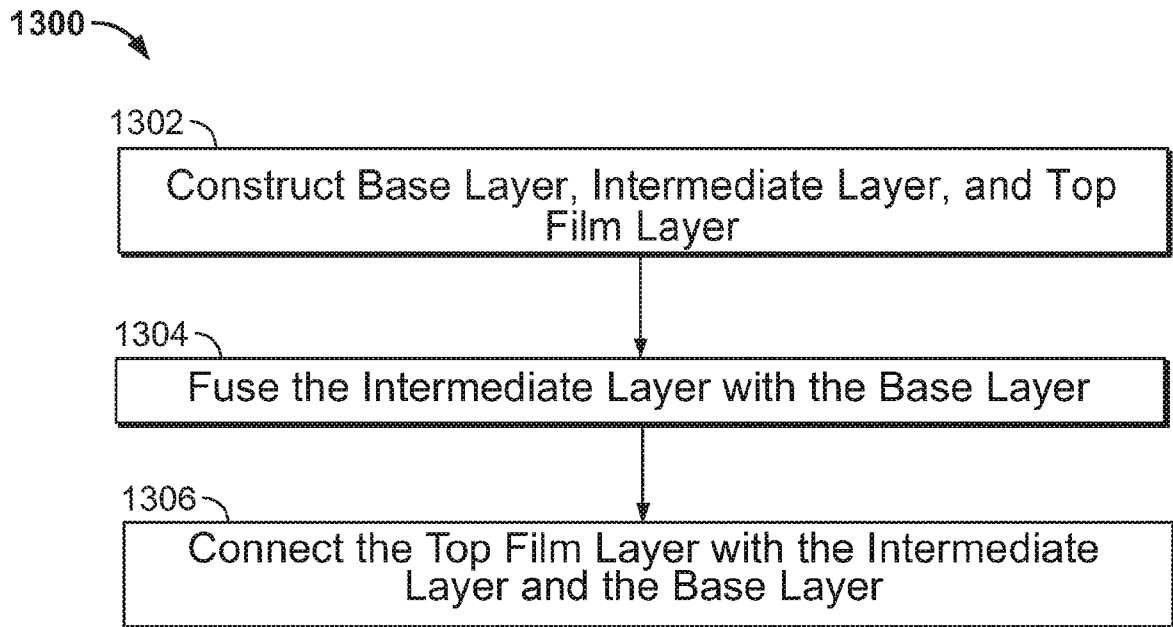 1300
1302
Construct Base Layer, Intermediate Layer, and Top
Film Layer
1304
Fuse the Intermediate Layer with the Base Layer
1306
Connect the Top Film Layer with the Intermediate
Layer and the Base Layer